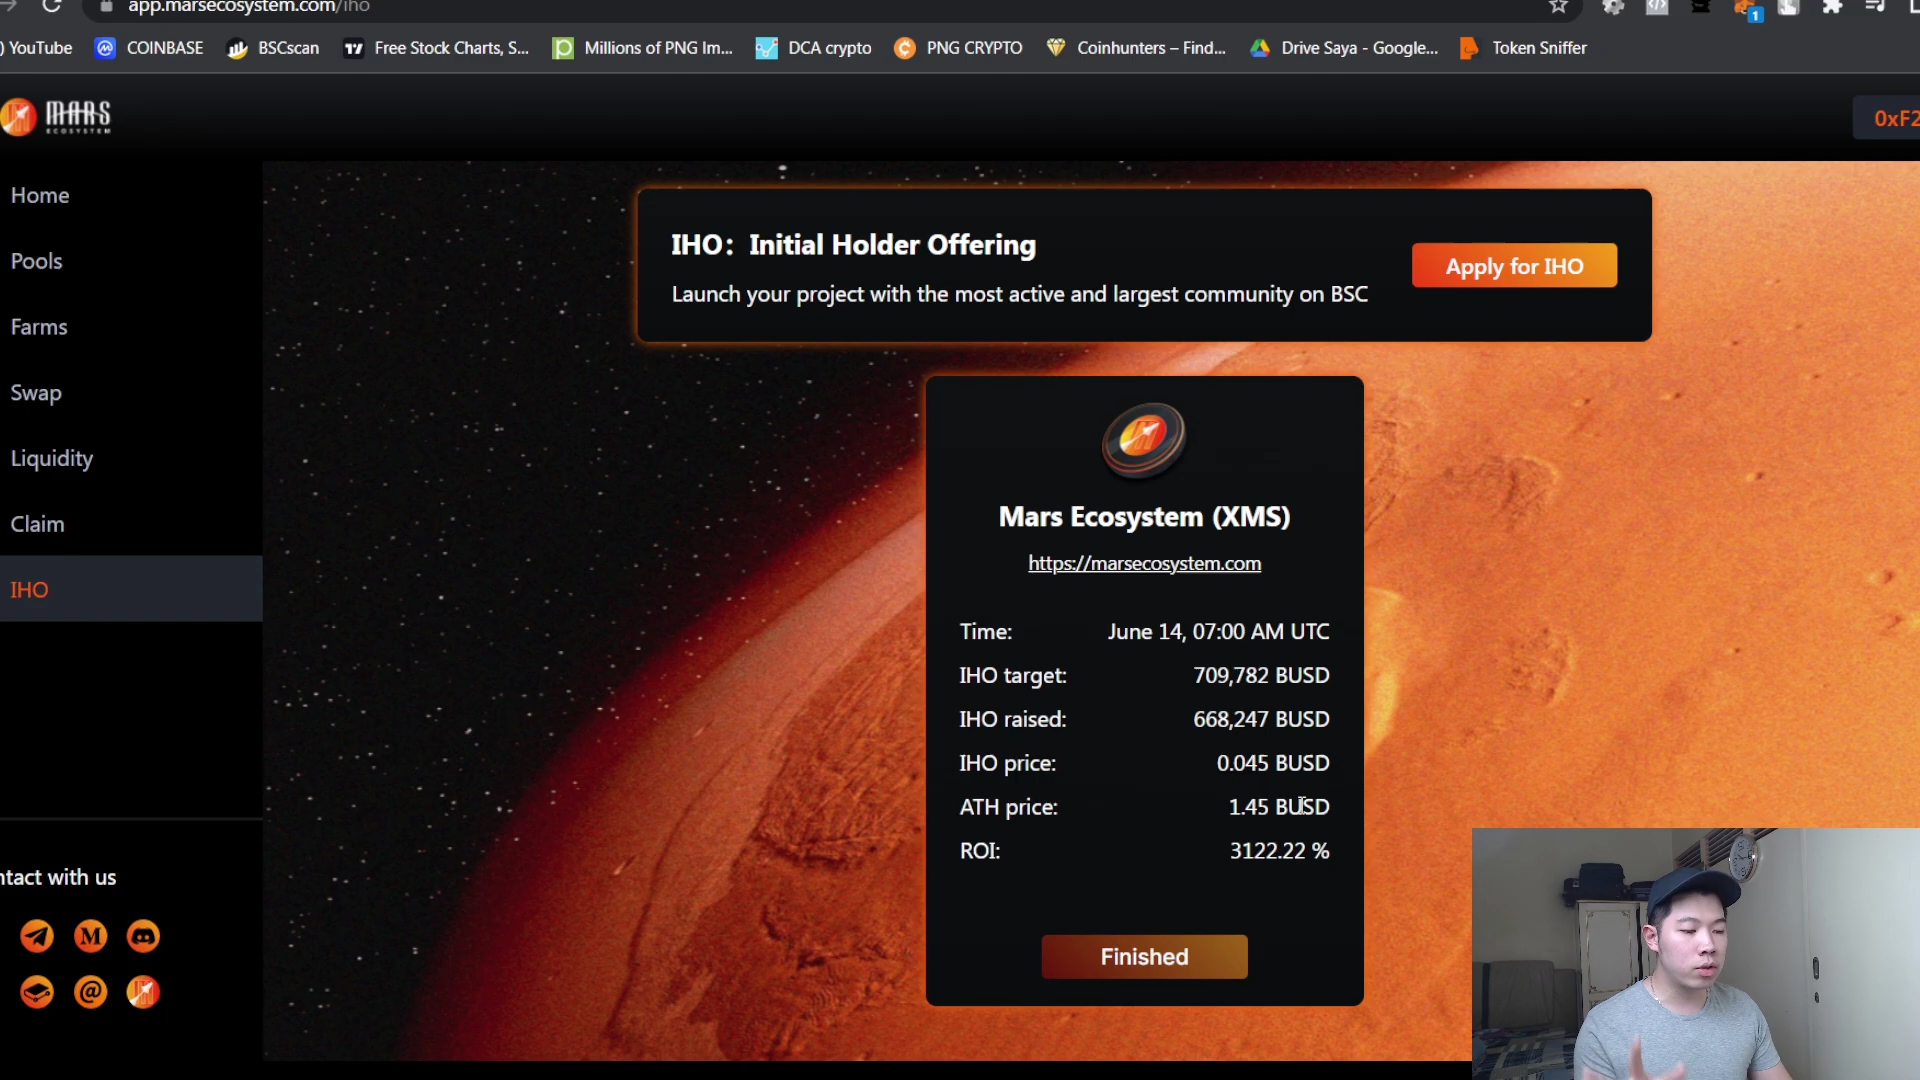 app.marsecosystem.com/iho
) YouTube
COINBASE
BSCscan
Free Stock Charts, S...
Millions of PNG Im...
DCA crypto
PNG CRYPTO
Coinhunters – Find...
Drive Saya - Google...
Token Sniffer
1
MARS
ECOSYSTEM
0xF2
Home
Pools
Farms
Swap
Liquidity
Claim
IHO
ntact with us
IHO: Initial Holder Offering
Launch your project with the most active and largest community on BSC
Apply for IHO
Mars Ecosystem (XMS)
https://marsecosystem.com
Time: June 14, 07:00 AM UTC
IHO target: 709,782 BUSD
IHO raised: 668,247 BUSD
IHO price: 0.045 BUSD
ATH price: 1.45 BUSD
ROI: 3122.22 %
Finished